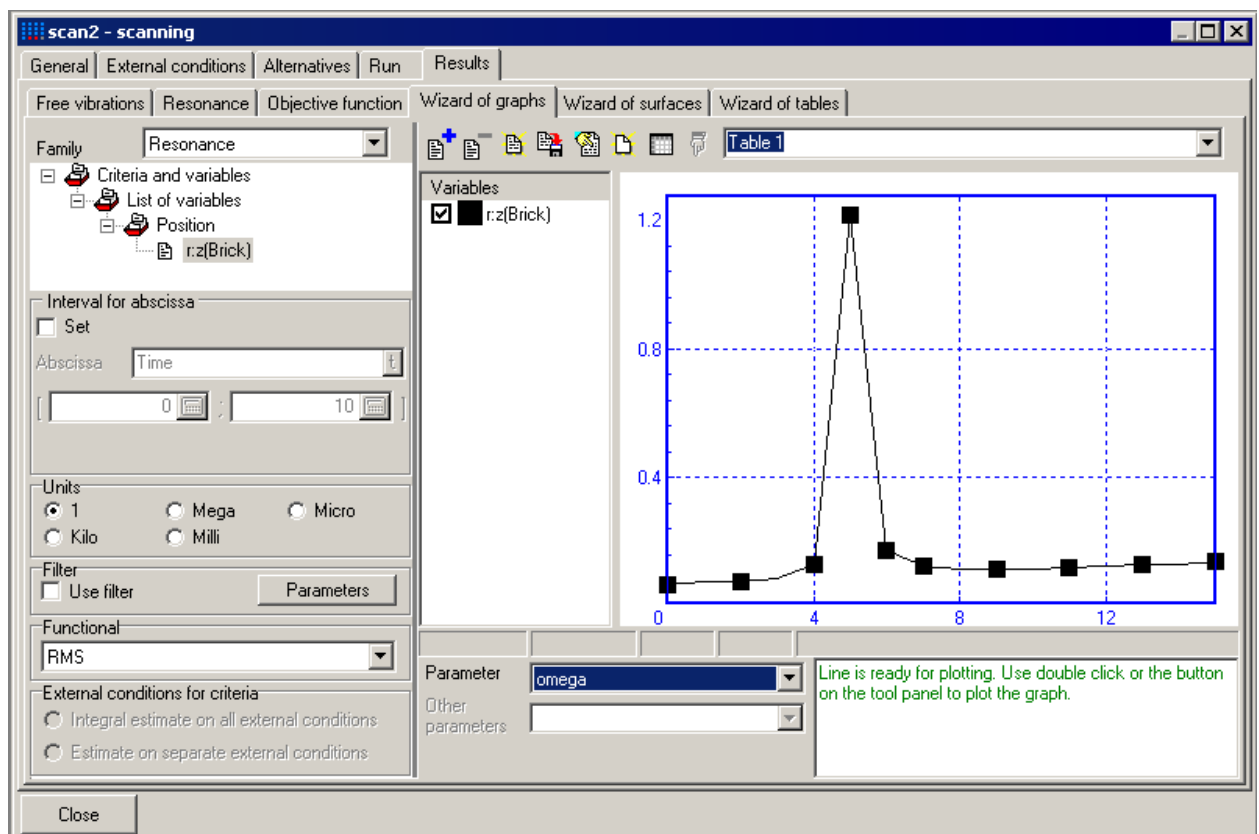 scan2 - scanning
General External conditions Alternatives Run Results
Free vibrations Resonance Objective function Wizard of graphs Wizard of surfaces Wizard of tables
Family Resonance
Criteria and variables
List of variables
Position
r:z(Brick)
Interval for abscissa
Set
Abscissa Time t
[ 0 ; 10 ]
Units
1 Mega Micro
Kilo Milli
Filter
Use filter Parameters
Functional
RMS
External conditions for criteria
Integral estimate on all external conditions
Estimate on separate external conditions
Table 1
Variables
r:z(Brick)
1.2
0.8
0.4
0 4 8 12
Parameter omega
Other
parameters
Line is ready for plotting. Use double click or the button
on the tool panel to plot the graph.
Close